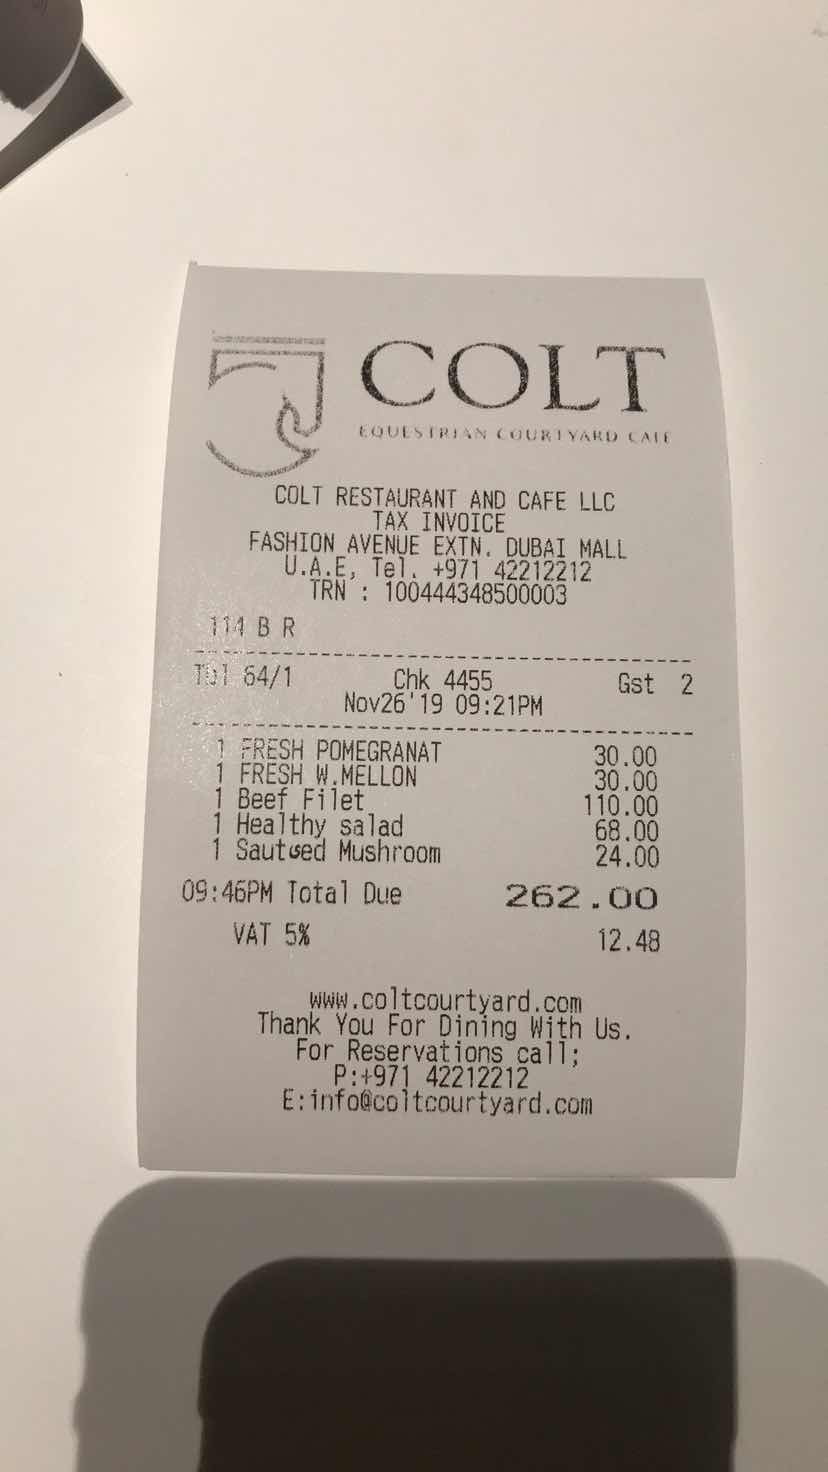 COLT
EQUESTRIAN COURTYARD CAFE
COLT RESTAURANT AND CAFE LLC
TAX INVOICE
FASHION AVENUE EXTN. DUBAI MALL
U.A.E, Tel. +971 42212212
TRN : 100444348500003
114 B R
Tbl 64/1 Chk 4455 Gst 2
Nov26'19 09:21PM
1 FRESH POMEGRANAT 30.00
1 FRESH W.MELLON 30.00
1 Beef Filet 110.00
1 Healthy salad 68.00
1 Sautهed Mushroom 24.00
09:46PM Total Due 262.00
VAT 5% 12.48
www.coltcourtyard.com
Thank You For Dining With Us.
For Reservations call;
P:+971 42212212
E:info@coltcourtyard.com